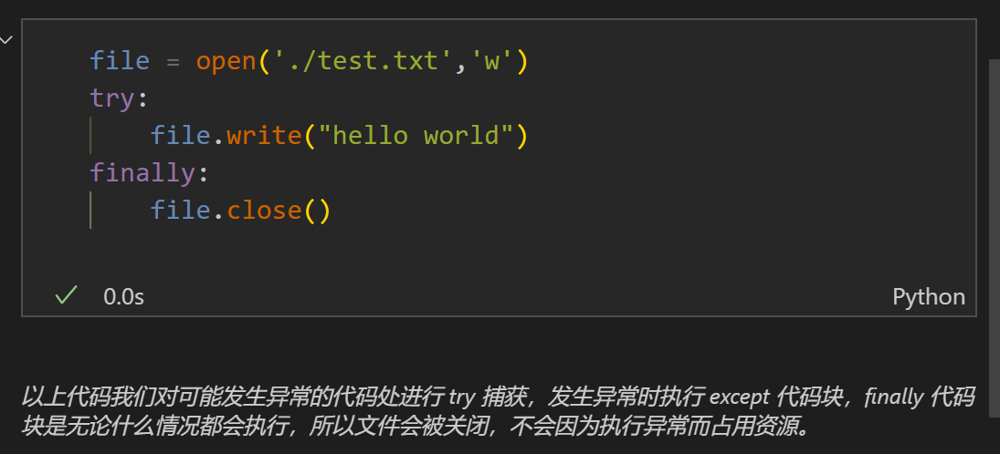 file = open('./test.txt','w')
try:
    file.write("hello world")
finally:
    file.close()
0.0s
Python
以上代码我们对可能发生异常的代码处进行 try 捕获，发生异常时执行 except 代码块，finally 代码
块是无论什么情况都会执行，所以文件会被关闭，不会因为执行异常而占用资源。